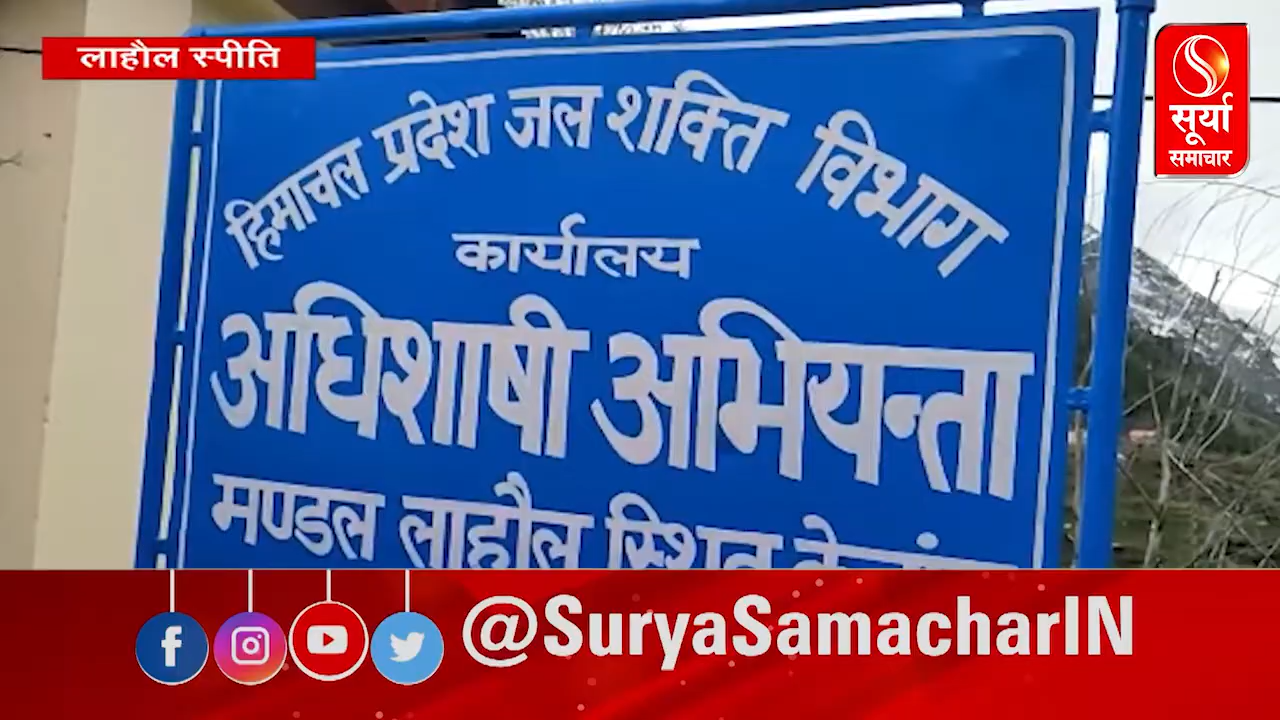 लाहौल स्पीति
सूर्या
समाचार
हिमाचल प्रदेश जल शक्ति विभाग
कार्यालय
अधिशाषी अभियन्ता
मण्डल लाहौल स्थित
@SuryaSamacharIN